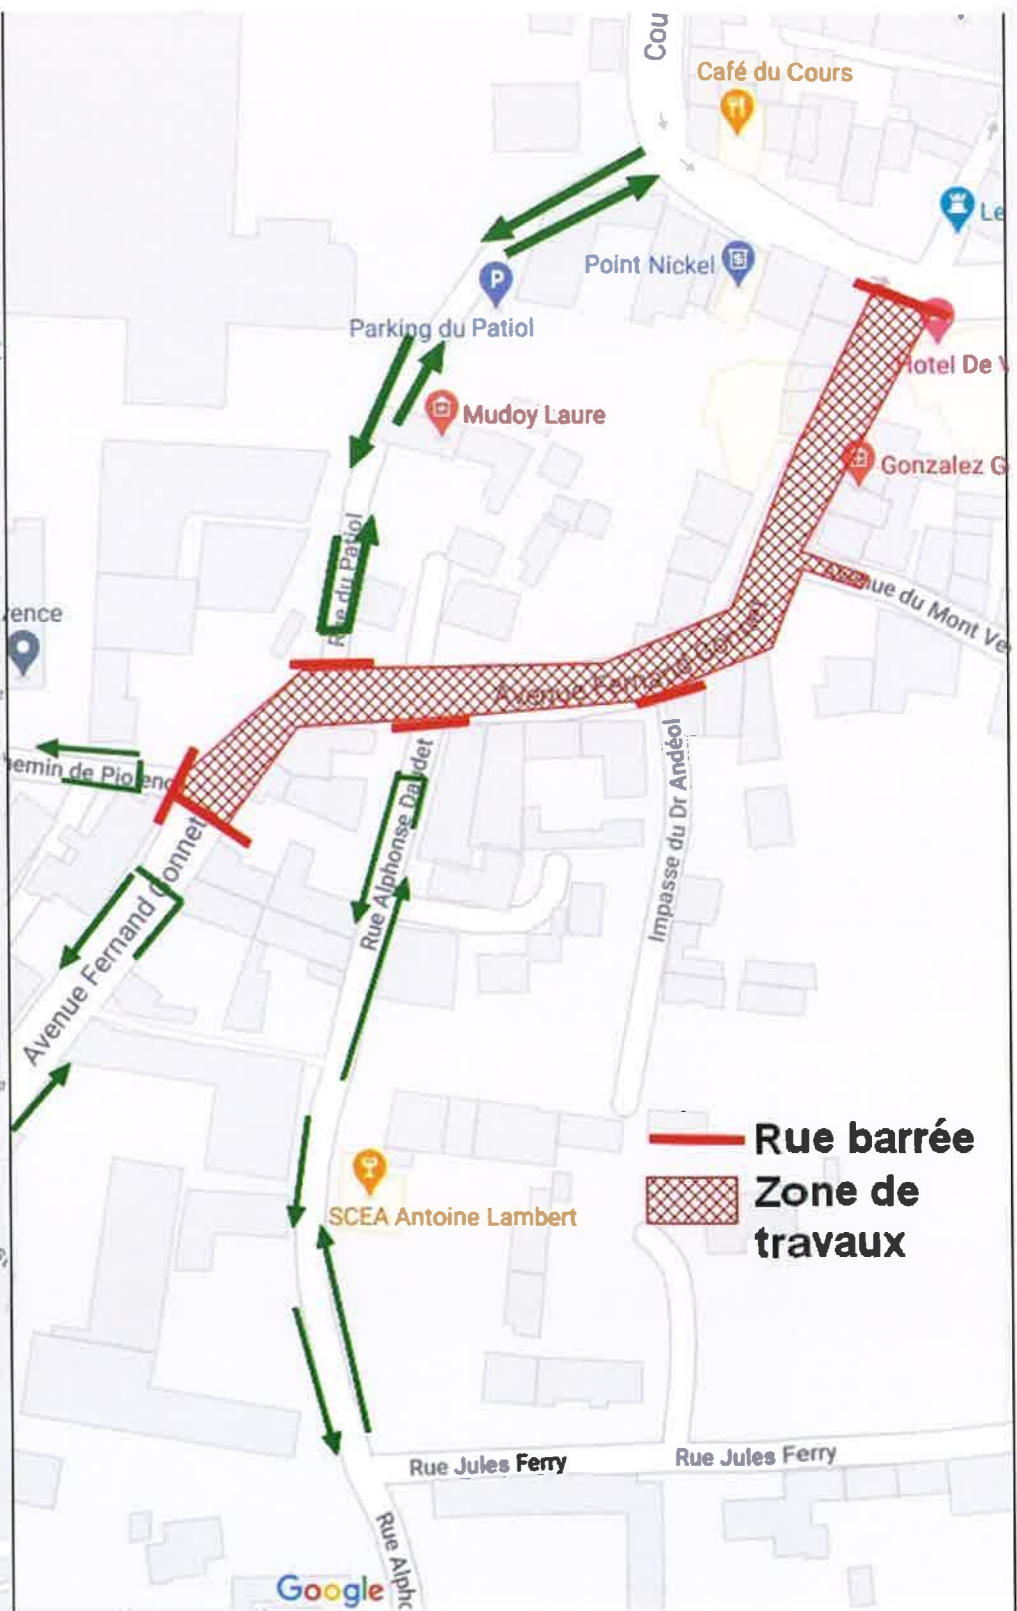 Cou
Café du Cours
Le
Point Nickel
P
Parking du Patiol
Hotel De V
Mudoy Laure
Gonzalez G
Rue du Patiol
Avenue du Mont Ve
vence
Avenue Fernand Gonnet
emin de Piolenc
Rue Alphonse Daudet
Impasse du Dr Andéol
Avenue Fernand Gonnet
Rue barrée
Zone de
travaux
SCEA Antoine Lambert
Rue Jules Ferry
Rue Jules Ferry
Rue Alpho
Google